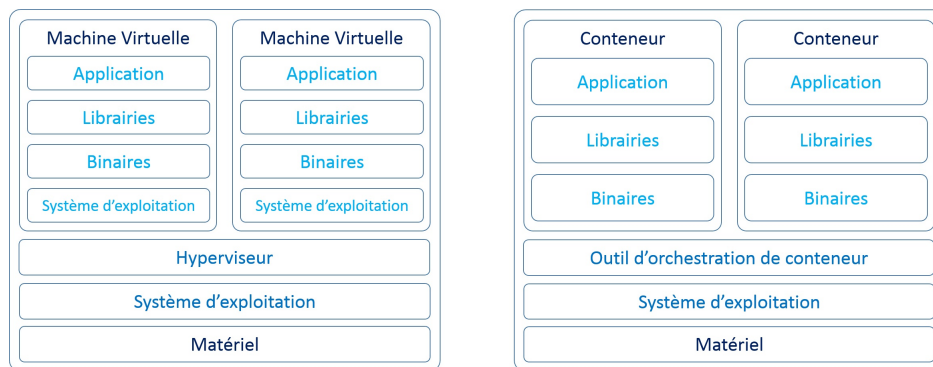 Machine Virtuelle
Application
Librairies
Binaires
Système d'exploitation
Machine Virtuelle
Application
Librairies
Binaires
Système d'exploitation
Hyperviseur
Système d'exploitation
Matériel
Conteneur
Application
Librairies
Binaires
Conteneur
Application
Librairies
Binaires
Outil d'orchestration de conteneur
Système d'exploitation
Matériel